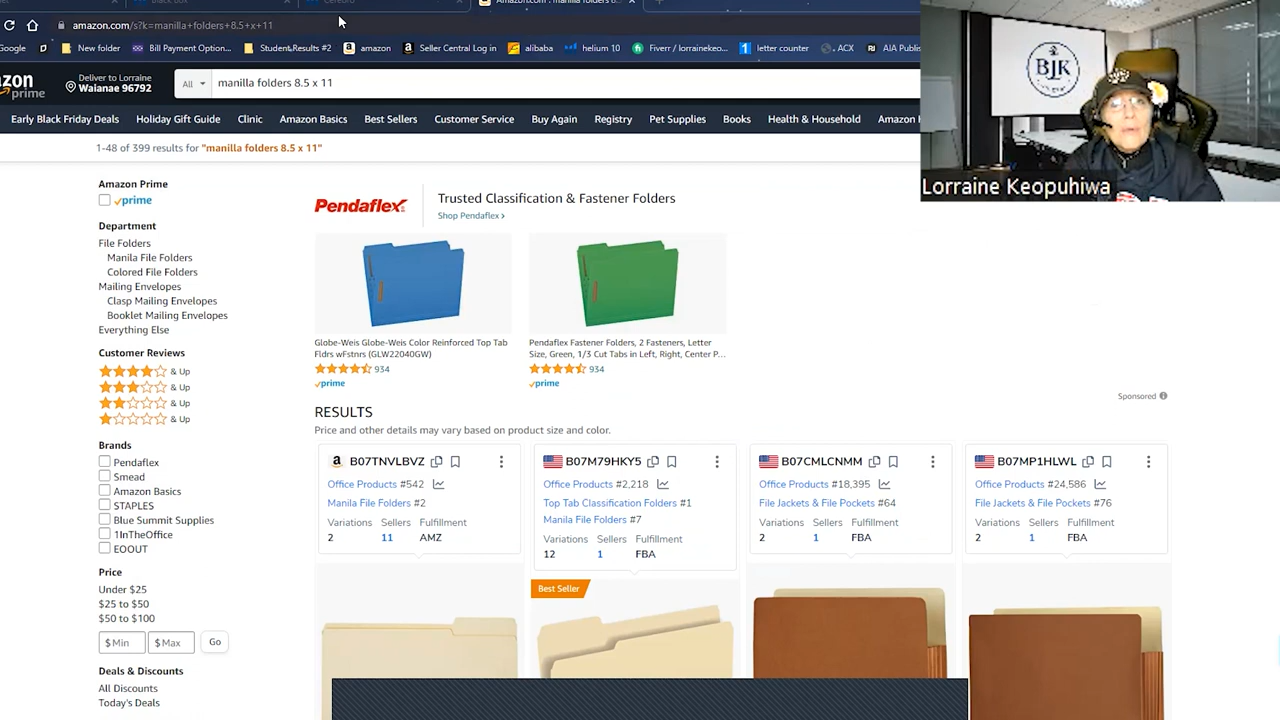 Black Box
Cerebro
Amazon.com : manilla folders 8.5
amazon.com/s?k=manilla+folders+8.5+x+11
Google
New folder
Bill Payment Option...
Student Results #2
amazon
Seller Central Log in
alibaba
helium 10
Fiverr / lorrainekeo...
letter counter
ACX
AIA Publis
BJK
Lorraine Keopuhiwa
zon
prime
Deliver to Lorraine
Waianae 96792
All
manilla folders 8.5 x 11
Early Black Friday Deals
Holiday Gift Guide
Clinic
Amazon Basics
Best Sellers
Customer Service
Buy Again
Registry
Pet Supplies
Books
Health & Household
Amazon
1-48 of 399 results for "manilla folders 8.5 x 11"
Amazon Prime
prime
Department
File Folders
Manila File Folders
Colored File Folders
Mailing Envelopes
Clasp Mailing Envelopes
Booklet Mailing Envelopes
Everything Else
Customer Reviews
& Up
& Up
& Up
& Up
Brands
Pendaflex
Smead
Amazon Basics
STAPLES
Blue Summit Supplies
1InTheOffice
EOOUT
Price
Under $25
$25 to $50
$50 to $100
$ Min
$ Max
Go
Deals & Discounts
All Discounts
Today's Deals
Pendaflex
Trusted Classification & Fastener Folders
Shop Pendaflex ›
Globe-Weis Globe-Weis Color Reinforced Top Tab
Fldrs wFstnrs (GLW22040GW)
934
prime
Pendaflex Fastener Folders, 2 Fasteners, Letter
Size, Green, 1/3 Cut Tabs in Left, Right, Center P...
934
prime
Sponsored
RESULTS
Price and other details may vary based on product size and color.
B07TNVLBVZ
Office Products #542
Manila File Folders #2
Variations Sellers Fulfillment
2 11 AMZ
B07M79HKY5
Office Products #2,218
Top Tab Classification Folders #1
Manila File Folders #7
Variations Sellers Fulfillment
12 1 FBA
Best Seller
B07CMLCNMM
Office Products #18,395
File Jackets & File Pockets #64
Variations Sellers Fulfillment
2 1 FBA
B07MP1HLWL
Office Products #24,586
File Jackets & File Pockets #76
Variations Sellers Fulfillment
2 1 FBA